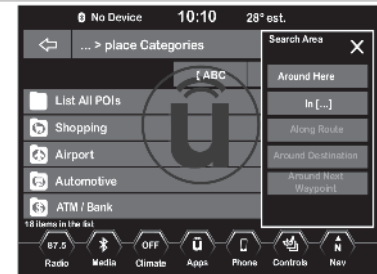 No Device 10:10 28° est.
... > place Categories
Search Area X
[ ABC
Around Here
List All POIs
In [...]
Shopping
Along Route
Airport
Around Destination
Automotive
Around Next
Waypoint
ATM / Bank
18 items in the list
87.5 OFF ū N
Radio Media Climate Apps Phone Controls Nav